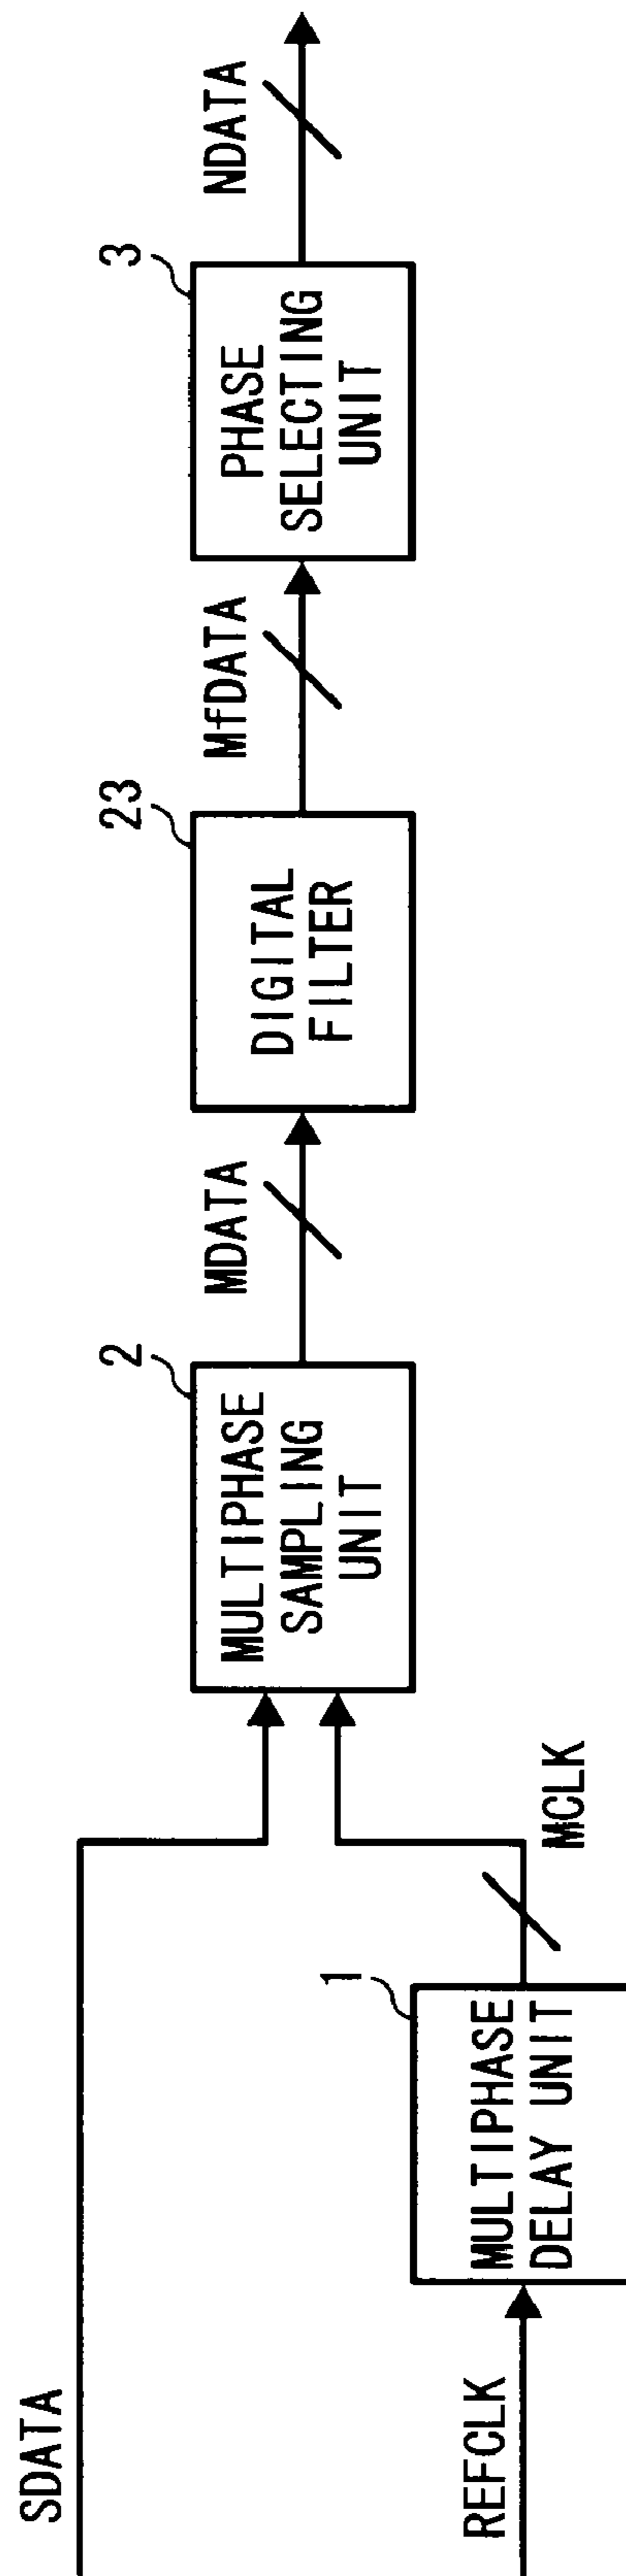 SDATA
REFCLK
1
MULTIPHASE
DELAY UNIT
MCLK
2
MULTIPHASE
SAMPLING
UNIT
MDATA
23
DIGITAL
FILTER
MfDATA
3
PHASE
SELECTING
UNIT
NDATA